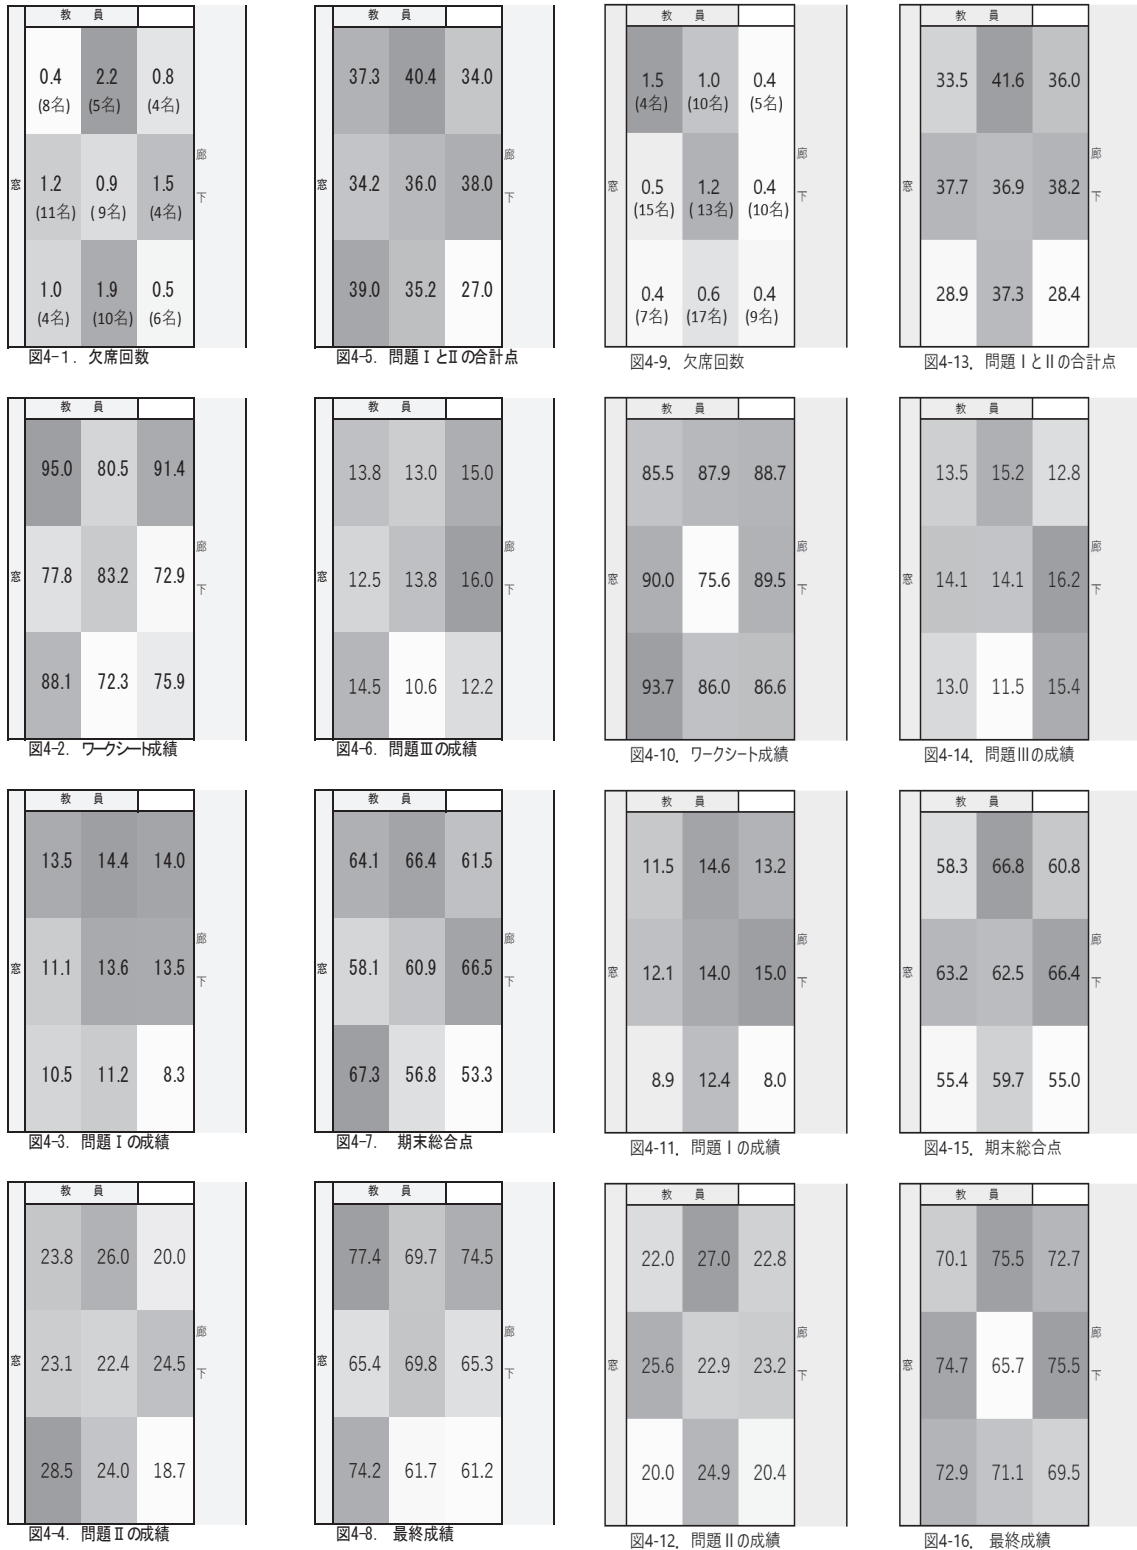 教 員
0.4 2.2 0.8
(8名) (5名) (4名)
廊
窓 1.2 0.9 1.5 下
(11名) ( 9名) (4名)
1.0 1.9 0.5
(4名) (10名) (6名)
図4-1. 欠席回数
教 員
37.3 40.4 34.0
廊
窓 34.2 36.0 38.0 下
39.0 35.2 27.0
図4-5. 問題ⅠとⅡの合計点
教 員
1.5 1.0 0.4
(4名) (10名) (5名)
廊
窓 0.5 1.2 0.4 下
(15名) ( 13名) (10名)
0.4 0.6 0.4
(7名) (17名) (9名)
図4-9. 欠席回数
教 員
33.5 41.6 36.0
廊
窓 37.7 36.9 38.2 下
28.9 37.3 28.4
図4-13. 問題ⅠとⅡの合計点
教 員
95.0 80.5 91.4
廊
窓 77.8 83.2 72.9 下
88.1 72.3 75.9
図4-2. ワークシート成績
教 員
13.8 13.0 15.0
廊
窓 12.5 13.8 16.0 下
14.5 10.6 12.2
図4-6. 問題Ⅲの成績
教 員
85.5 87.9 88.7
廊
窓 90.0 75.6 89.5 下
93.7 86.0 86.6
図4-10. ワークシート成績
教 員
13.5 15.2 12.8
廊
窓 14.1 14.1 16.2 下
13.0 11.5 15.4
図4-14. 問題Ⅲの成績
教 員
13.5 14.4 14.0
廊
窓 11.1 13.6 13.5 下
10.5 11.2 8.3
図4-3. 問題Ⅰの成績
教 員
64.1 66.4 61.5
廊
窓 58.1 60.9 66.5 下
67.3 56.8 53.3
図4-7. 期末総合点
教 員
11.5 14.6 13.2
廊
窓 12.1 14.0 15.0 下
8.9 12.4 8.0
図4-11. 問題Ⅰの成績
教 員
58.3 66.8 60.8
廊
窓 63.2 62.5 66.4 下
55.4 59.7 55.0
図4-15. 期末総合点
教 員
23.8 26.0 20.0
廊
窓 23.1 22.4 24.5 下
28.5 24.0 18.7
図4-4. 問題Ⅱの成績
教 員
77.4 69.7 74.5
廊
窓 65.4 69.8 65.3 下
74.2 61.7 61.2
図4-8. 最終成績
教 員
22.0 27.0 22.8
廊
窓 25.6 22.9 23.2 下
20.0 24.9 20.4
図4-12. 問題Ⅱの成績
教 員
70.1 75.5 72.7
廊
窓 74.7 65.7 75.5 下
72.9 71.1 69.5
図4-16. 最終成績